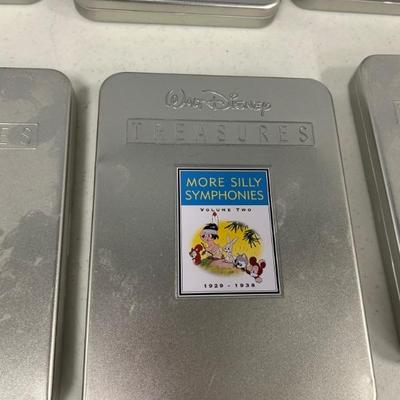 WALT DISNEY
TREASURES
MORE SILLY
SYMPHONIES
VOLUME TWO
1929 - 1938